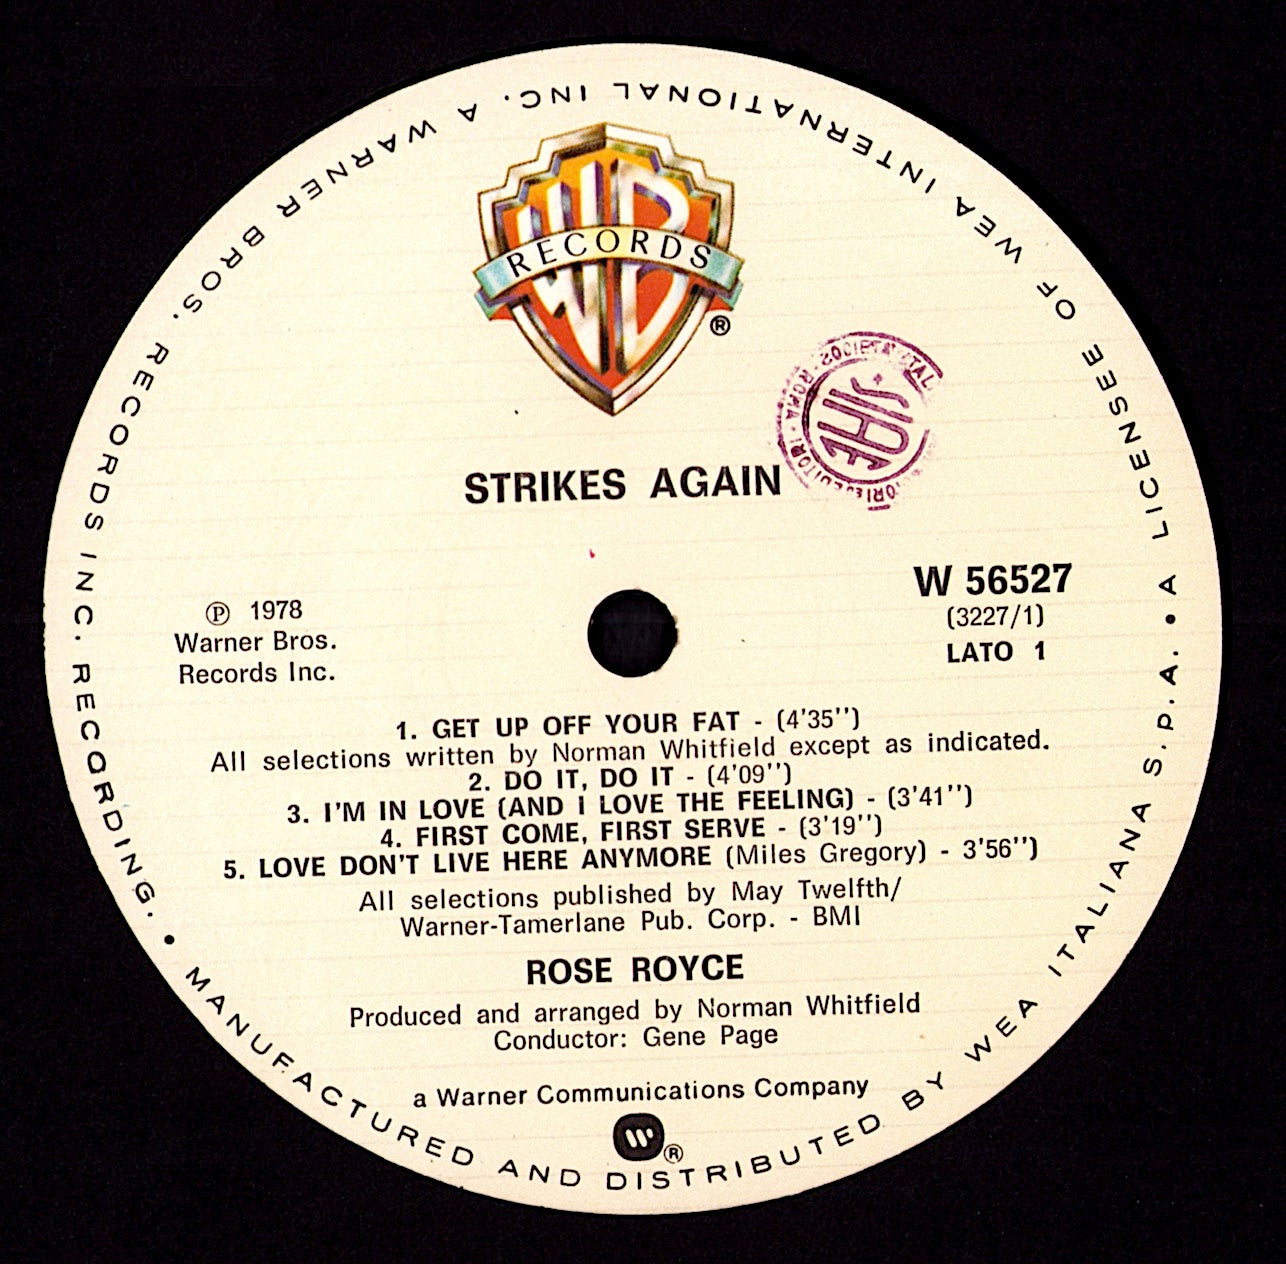 WB
RECORDS
®
SIAE
STRIKES AGAIN
W 56527
(3227/1)
LATO 1
℗ 1978
Warner Bros.
Records Inc.
1. GET UP OFF YOUR FAT - (4'35'')
All selections written by Norman Whitfield except as indicated.
2. DO IT, DO IT - (4'09'')
3. I'M IN LOVE (AND I LOVE THE FEELING) - (3'41'')
4. FIRST COME, FIRST SERVE - (3'19'')
5. LOVE DON'T LIVE HERE ANYMORE (Miles Gregory) - 3'56'')
All selections published by May Twelfth/
Warner-Tamerlane Pub. Corp. - BMI
ROSE ROYCE
Produced and arranged by Norman Whitfield
Conductor: Gene Page
a Warner Communications Company
®
MANUFACTURED AND DISTRIBUTED BY WEA ITALIANA S.P.A. • A LICENSEE OF WEA INTERNATIONAL INC. A WARNER BROS. RECORDS INC. RECORDING. •